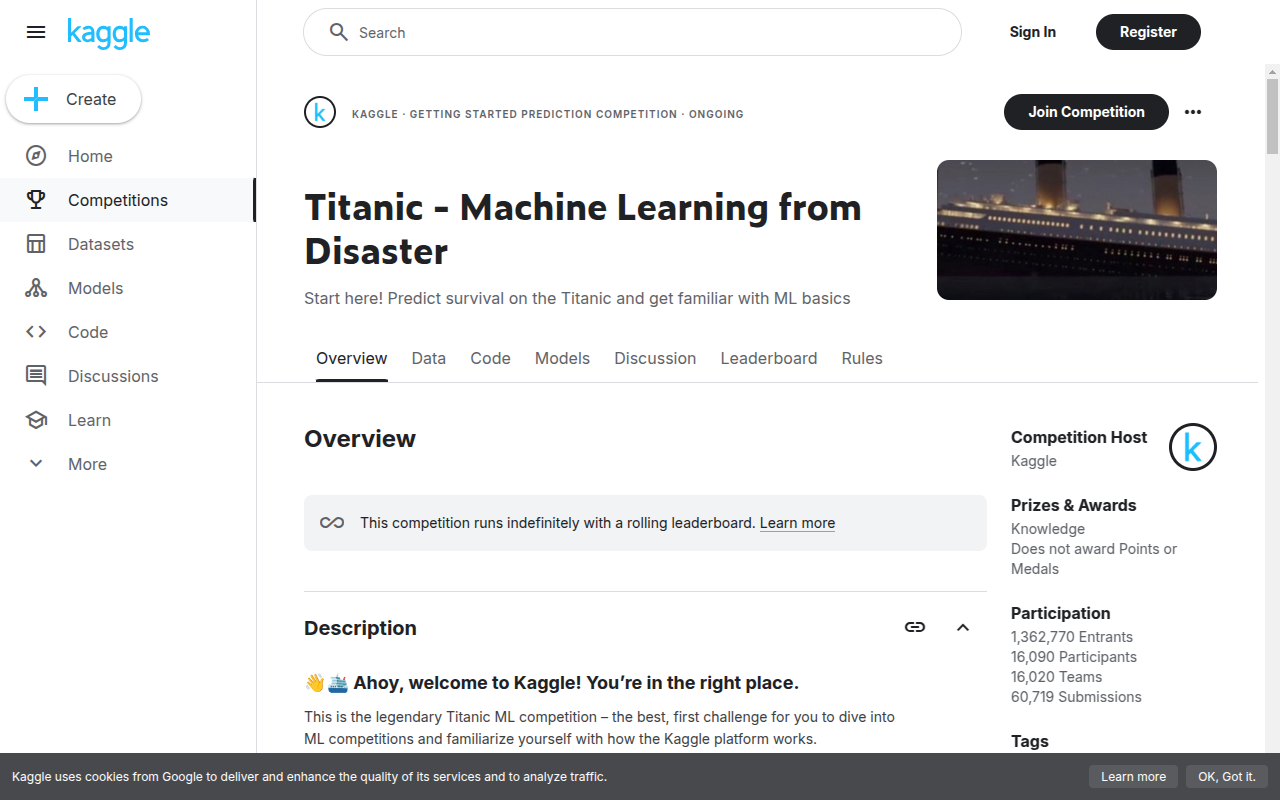 kaggle
Search
Sign In
Register
Create
Home
Competitions
Datasets
Models
Code
Discussions
Learn
More
KAGGLE · GETTING STARTED PREDICTION COMPETITION · ONGOING
Join Competition
Titanic - Machine Learning from
Disaster
Start here! Predict survival on the Titanic and get familiar with ML basics
Overview
Data
Code
Models
Discussion
Leaderboard
Rules
Overview
This competition runs indefinitely with a rolling leaderboard. Learn more
Description
👋🛳️ Ahoy, welcome to Kaggle! You’re in the right place.
This is the legendary Titanic ML competition – the best, first challenge for you to dive into
ML competitions and familiarize yourself with how the Kaggle platform works.
Competition Host
Kaggle
Prizes & Awards
Knowledge
Does not award Points or
Medals
Participation
1,362,770 Entrants
16,090 Participants
16,020 Teams
60,719 Submissions
Tags
Kaggle uses cookies from Google to deliver and enhance the quality of its services and to analyze traffic.
Learn more
OK, Got it.